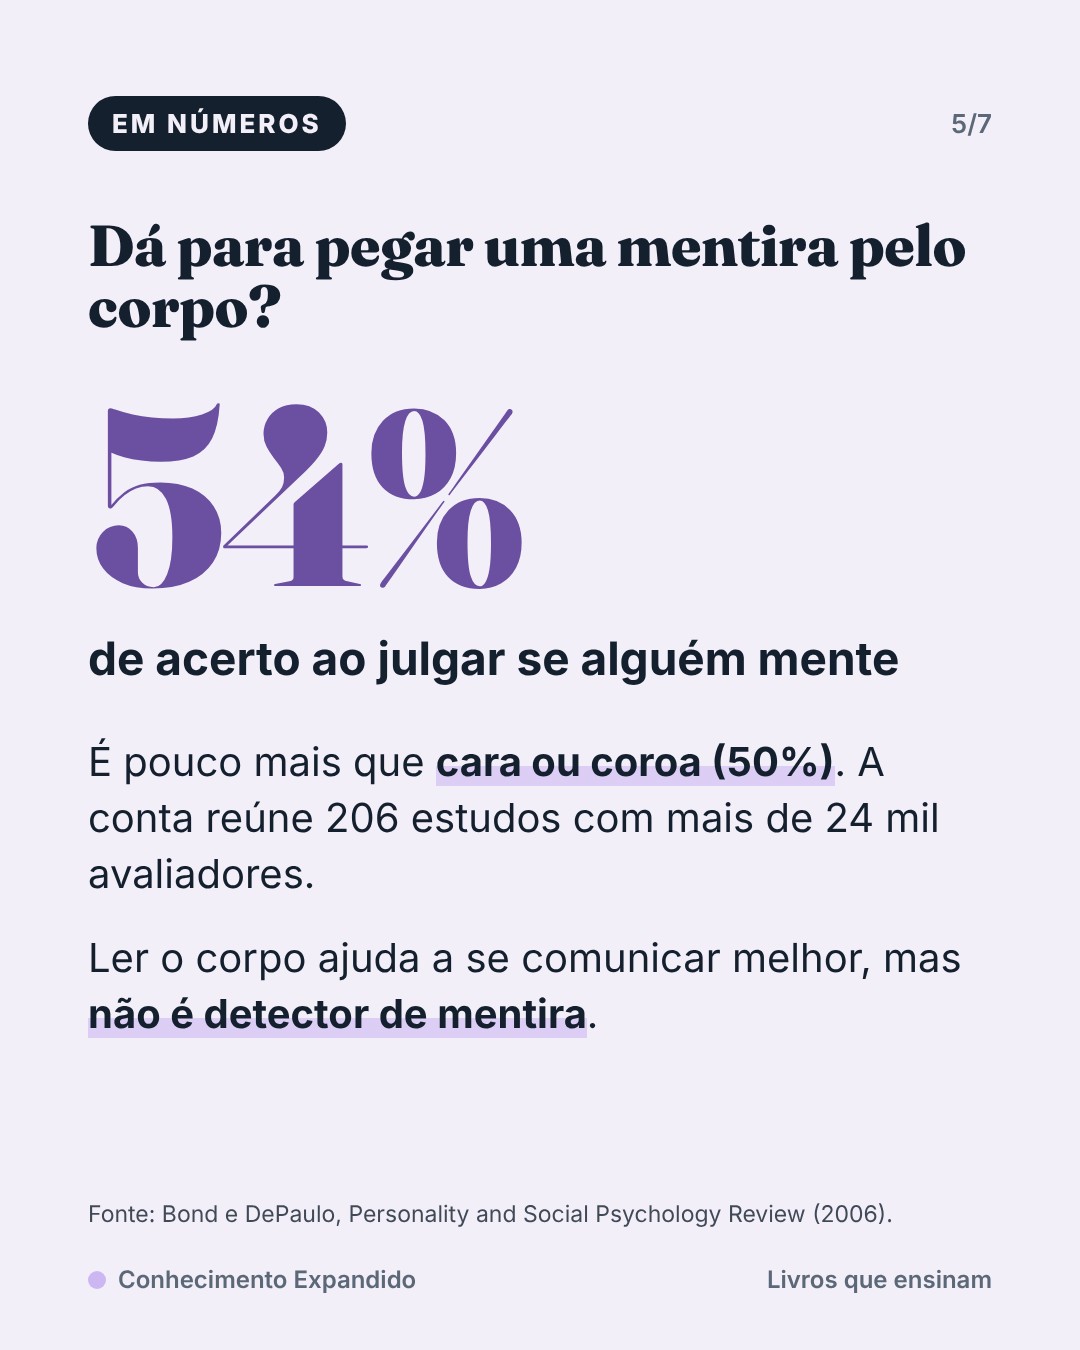 EM NÚMEROS
5/7
Dá para pegar uma mentira pelo
corpo?
54%
de acerto ao julgar se alguém mente
É pouco mais que cara ou coroa (50%). A
conta reúne 206 estudos com mais de 24 mil
avaliadores.
Ler o corpo ajuda a se comunicar melhor, mas
não é detector de mentira.
Fonte: Bond e DePaulo, Personality and Social Psychology Review (2006).
Conhecimento Expandido
Livros que ensinam